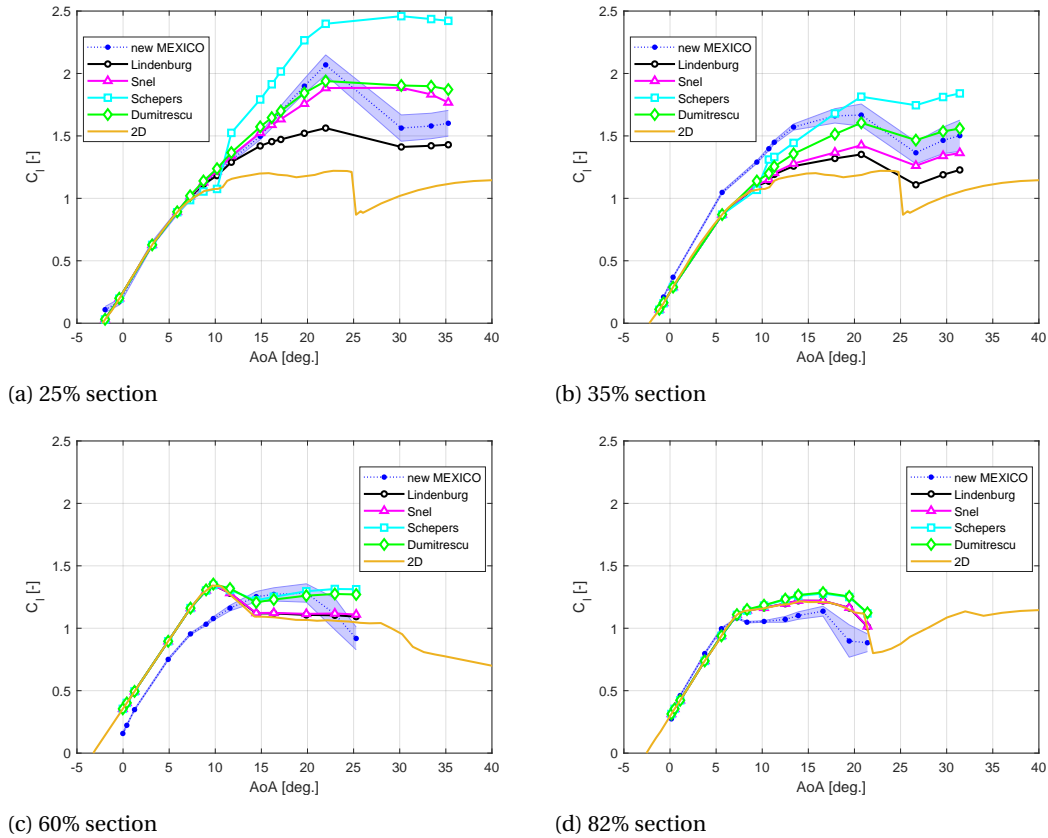 2.5
2
1.5
1
0.5
0
C_l [-]
-5 0 5 10 15 20 25 30 35 40
AoA [deg.]
new MEXICO
Lindenburg
Snel
Schepers
Dumitrescu
2D
(a) 25% section
2.5
2
1.5
1
0.5
0
C_l [-]
-5 0 5 10 15 20 25 30 35 40
AoA [deg.]
new MEXICO
Lindenburg
Snel
Schepers
Dumitrescu
2D
(b) 35% section
2.5
2
1.5
1
0.5
0
C_l [-]
-5 0 5 10 15 20 25 30 35 40
AoA [deg.]
new MEXICO
Lindenburg
Snel
Schepers
Dumitrescu
2D
(c) 60% section
2.5
2
1.5
1
0.5
0
C_l [-]
-5 0 5 10 15 20 25 30 35 40
AoA [deg.]
new MEXICO
Lindenburg
Snel
Schepers
Dumitrescu
2D
(d) 82% section